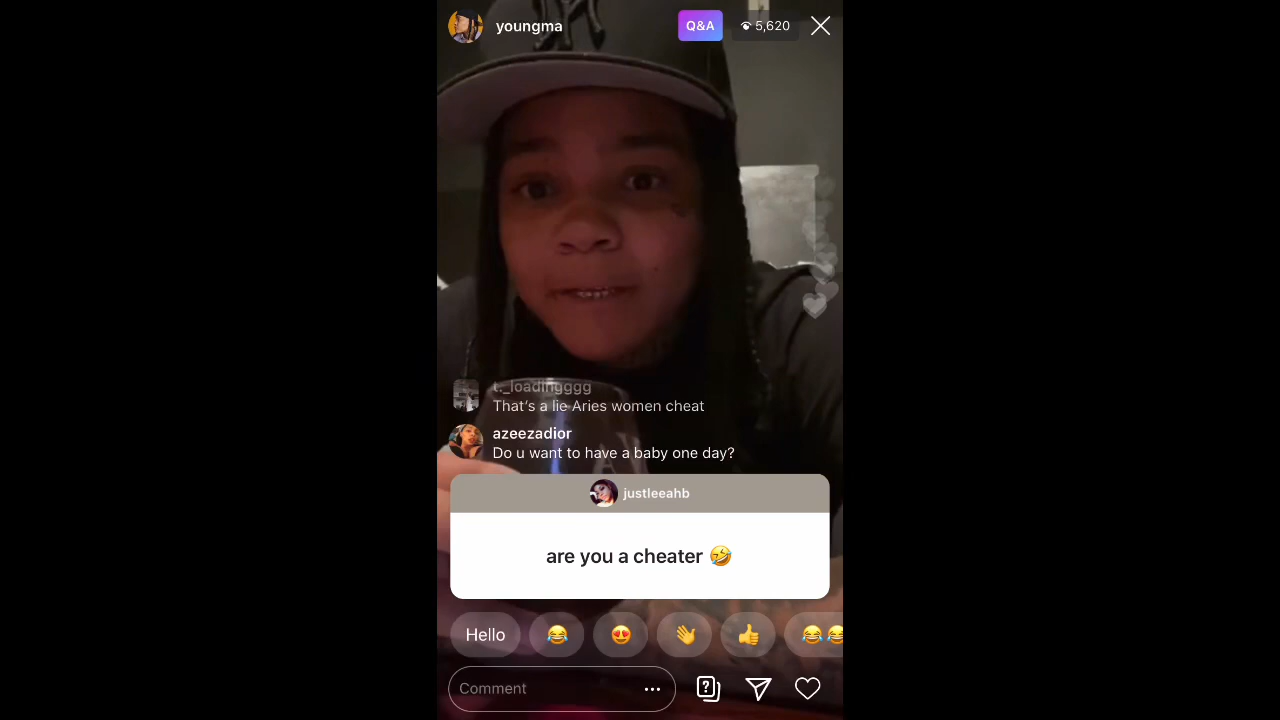 youngma
Q&A
5,620
t._loadingggg
That's a lie Aries women cheat
azeezadior
Do u want to have a baby one day?
justleeahb
are you a cheater 🤣
Hello
Comment